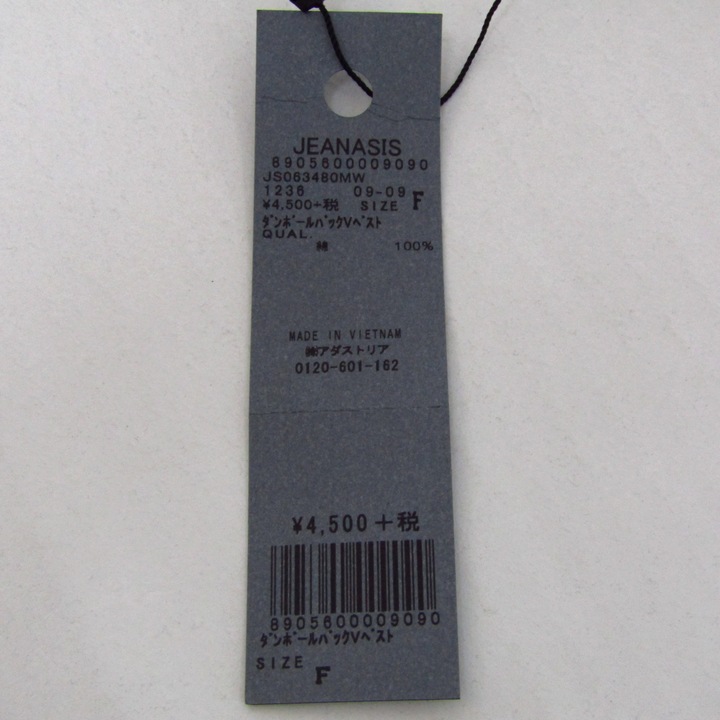 JEANASIS
8905600009090
JS063480MW
1236 09-09
¥4,500+税 SIZE F
ダンボールバックVベスト
QUAL.
綿 100%
MADE IN VIETNAM
㈱アダストリア
0120-601-162
¥4,500+税
8905600009090
ダンボールバックVベスト
SIZE F